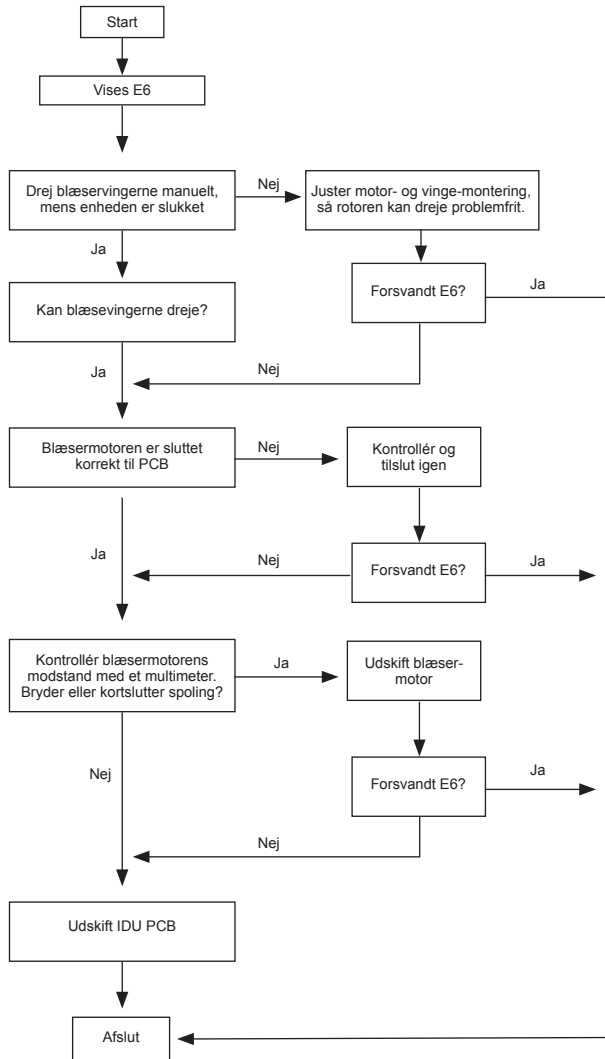 Start
Vises E6
Drej blæservingerne manuelt,
mens enheden er slukket
Nej
Juster motor- og vinge-montering,
så rotoren kan dreje problemfrit.
Ja
Kan blæsevingerne dreje?
Forsvandt E6?
Ja
Ja
Nej
Blæsermotoren er sluttet
korrekt til PCB
Nej
Kontrollér og
tilslut igen
Ja
Nej
Forsvandt E6?
Ja
Kontrollér blæsermotorens
modstand med et multimeter.
Bryder eller kortslutter spoling?
Ja
Udskift blæser-
motor
Nej
Forsvandt E6?
Ja
Nej
Udskift IDU PCB
Afslut